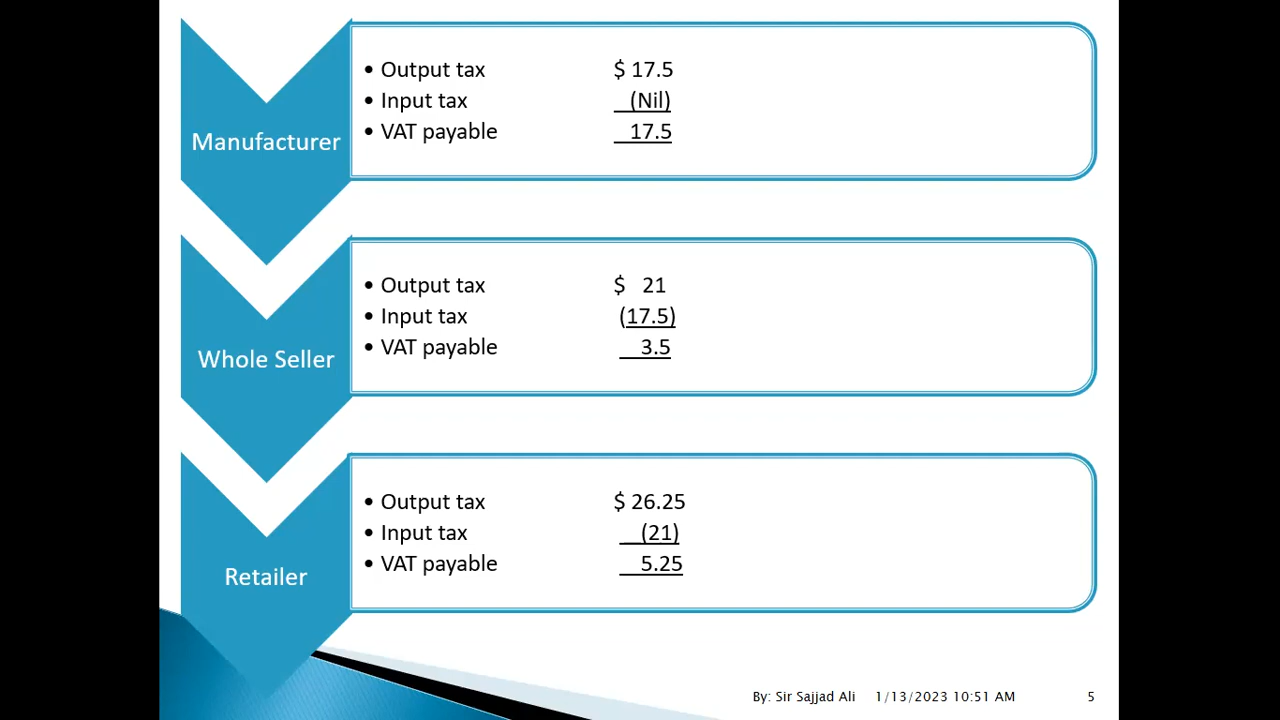 Manufacturer
• Output tax $ 17.5
• Input tax (Nil)
• VAT payable 17.5
Whole Seller
• Output tax $ 21
• Input tax (17.5)
• VAT payable 3.5
Retailer
• Output tax $ 26.25
• Input tax (21)
• VAT payable 5.25
By: Sir Sajjad Ali 1/13/2023 10:51 AM 5